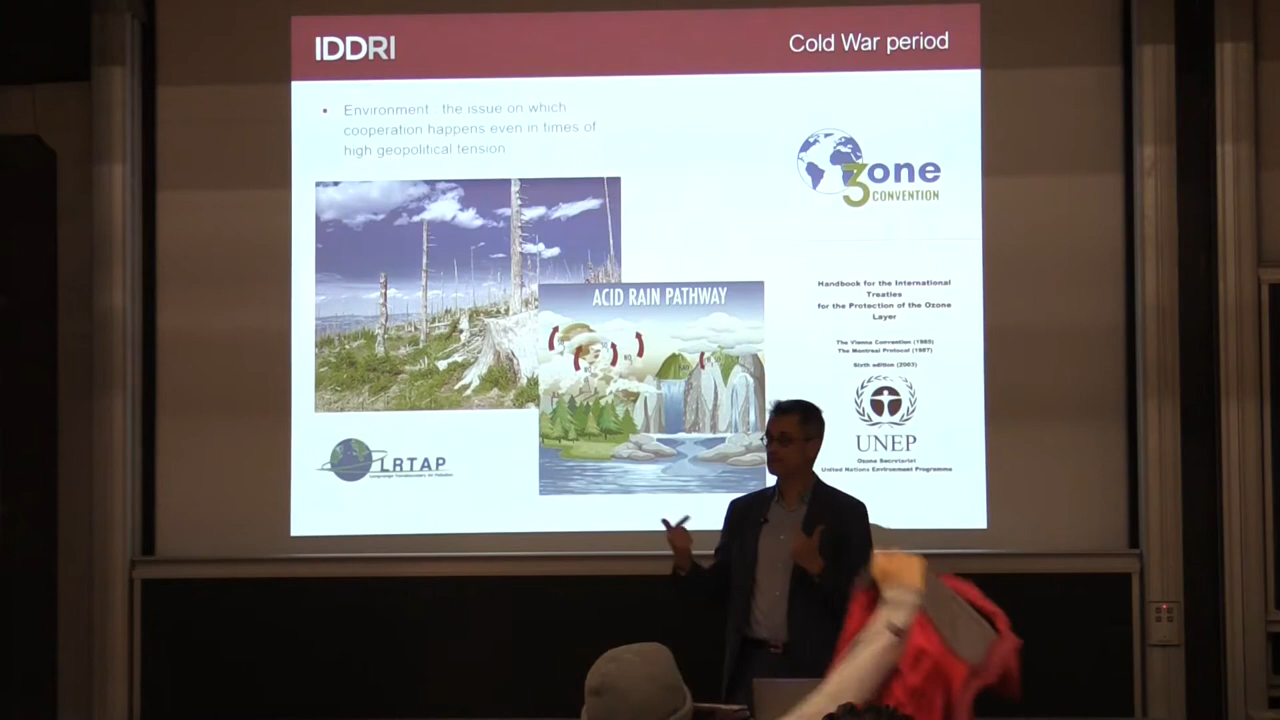 IDDRI
Cold War period
Environment : the issue on which
cooperation happens even in times of
high geopolitical tension
3one
CONVENTION
ACID RAIN PATHWAY
Handbook for the International
Treaties
for the Protection of the Ozone
Layer
The Vienna Convention (1985)
The Montreal Protocol (1987)
Sixth edition (2003)
UNEP
Ozone Secretariat
United Nations Environment Programme
LRTAP